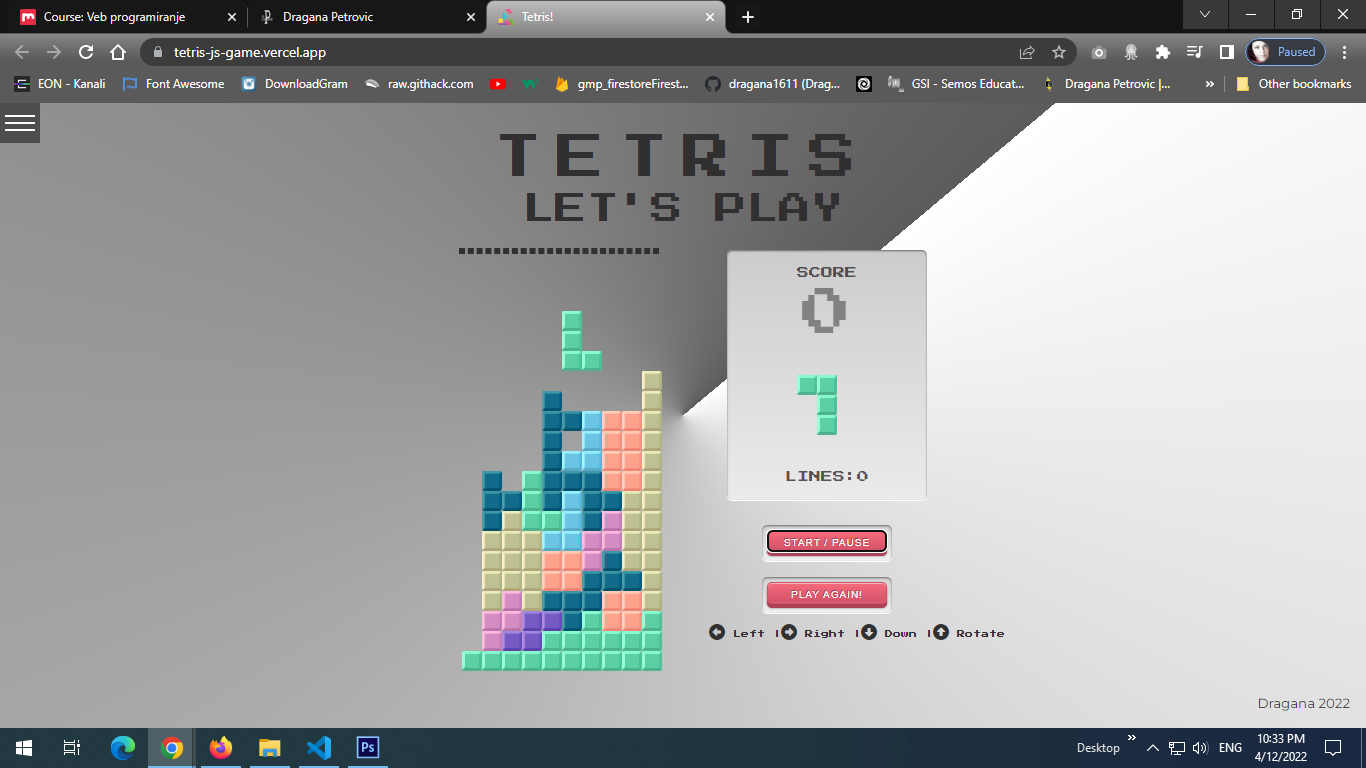 Course: Veb programiranje
Dragana Petrovic
Tetris!
tetris-js-game.vercel.app
Paused
EON - Kanali
Font Awesome
DownloadGram
raw.githack.com
gmp_firestoreFirest...
dragana1611 (Drag...
GSI - Semos Educat...
Dragana Petrovic |...
»
Other bookmarks
TETRIS
LET'S PLAY
SCORE
0
LINES:0
START / PAUSE
PLAY AGAIN!
Left | Right | Down | Rotate
Dragana 2022
Ps
Desktop
»
ENG
10:33 PM
4/12/2022